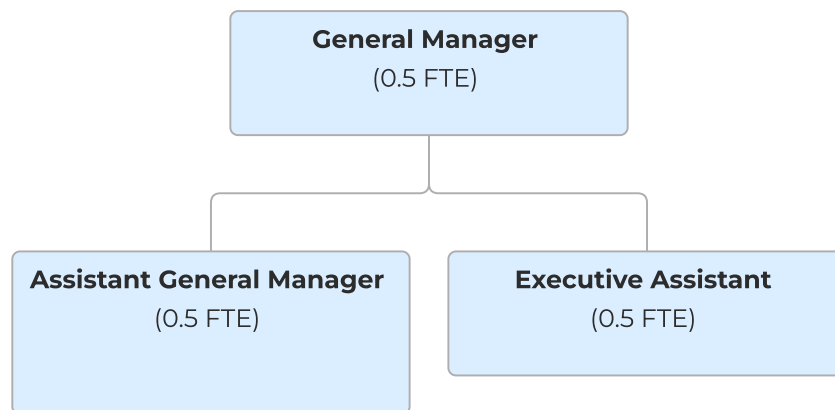 General Manager
(0.5 FTE)
Assistant General Manager
(0.5 FTE)
Executive Assistant
(0.5 FTE)